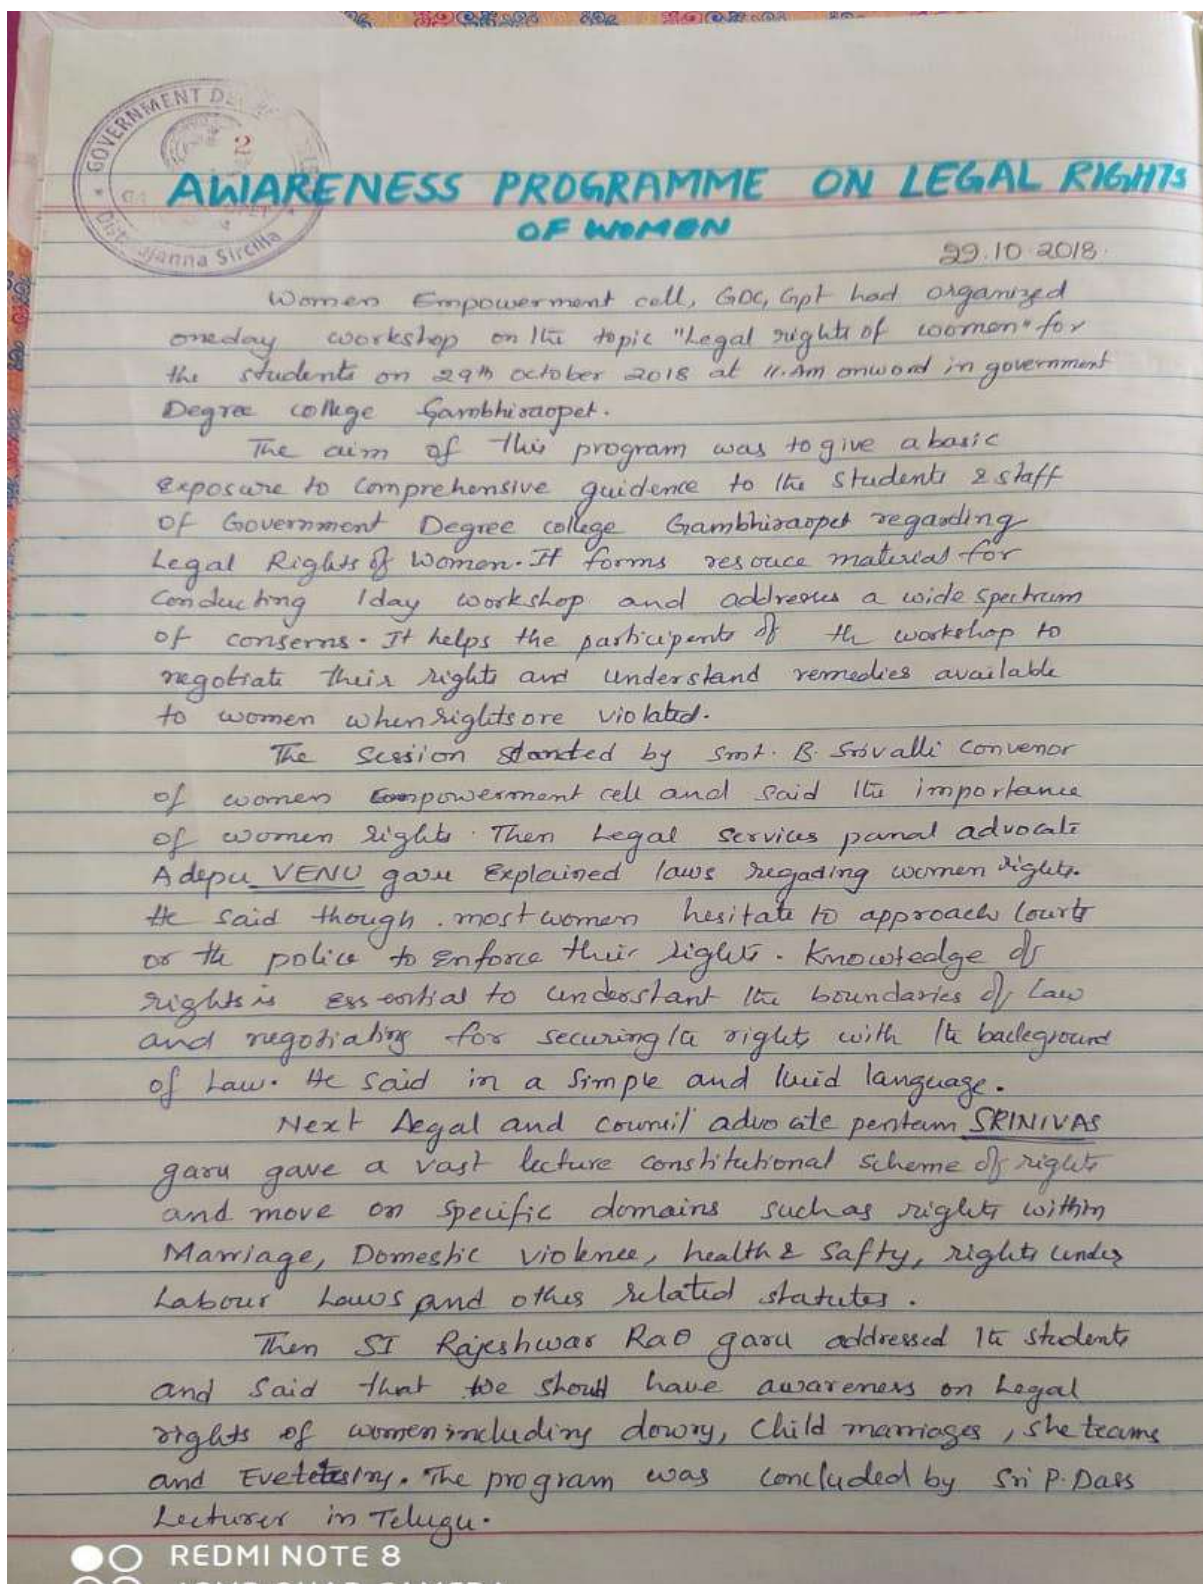 GOVERNMENT DE
2
Dist. Rajanna Sircilla
AWARENESS PROGRAMME ON LEGAL RIGHTS
OF WOMEN
29.10.2018.
Women Empowerment cell, GDC, Gpt had organized
oneday workshop on the topic "Legal rights of women" for
the students on 29th October 2018 at 11.Am onword in government
Degree college Gambhiraopet.
The aim of this program was to give a basic
Exposure to Comprehensive guidence to the Students & staff
of Government Degree college Gambhiraopet regarding
Legal Rights of Women. It forms resouce material for
Conducting 1day workshop and addresses a wide spectrum
of conserns. It helps the participents of the workshop to
negotiate their rights and understand remedies available
to women when rights are violated.
The Session started by Smt. B. Srivalli Convenor
of women Empowerment cell and said the importance
of women rights. Then Legal Services panal advocate
Adepu VENU garu Explained laws regading women rights.
He said though. most women hesitate to approach Courts
or the police to Enforce their rights. Knowledge of
rights is Essential to understant the boundaries of Law
and negotiating for securing the rights with the background
of Law. He said in a Simple and luid language.
Next Legal and council advocate pentam SRINIVAS
garu gave a vast lecture constitutional scheme of rights
and move on specific domains such as rights within
Marriage, Domestic violence, health & Safty, rights under
Labour Laws and other related statutes.
Then SI Rajeshwar Rao garu addressed the students
and said that we should have awareness on Legal
rights of women including dowry, Child marriages, she teams
and Eveteesing. The program was concluded by Sri P. Dass
Lecturer in Telugu.
REDMI NOTE 8